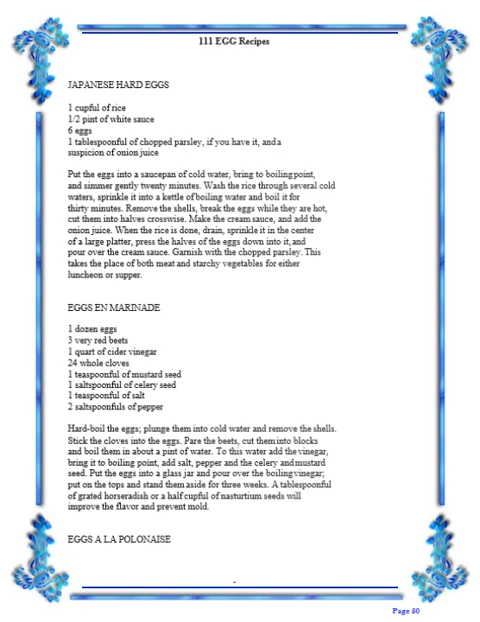 111 EGG Recipes
JAPANESE HARD EGGS
1 cupful of rice
1/2 pint of white sauce
6 eggs
1 tablespoonful of chopped parsley, if you have it, and a
suspicion of onion juice
Put the eggs into a saucepan of cold water, bring to boiling point,
and simmer gently twenty minutes. Wash the rice through several cold
waters, sprinkle it into a kettle of boiling water and boil it for
thirty minutes. Remove the shells, break the eggs while they are hot,
cut them into halves crosswise. Make the cream sauce, and add the
onion juice. When the rice is done, drain, sprinkle it in the center
of a large platter, press the halves of the eggs down into it, and
pour over the cream sauce. Garnish with the chopped parsley. This
takes the place of both meat and starchy vegetables for either
luncheon or supper.
EGGS EN MARINADE
1 dozen eggs
3 very red beets
1 quart of cider vinegar
24 whole cloves
1 teaspoonful of mustard seed
1 saltspoonful of celery seed
1 teaspoonful of salt
2 saltspoonfuls of pepper
Hard-boil the eggs; plunge them into cold water and remove the shells.
Stick the cloves into the eggs. Pare the beets, cut them into blocks
and boil them in about a pint of water. To this water add the vinegar,
bring it to boiling point, add salt, pepper and the celery and mustard
seed. Put the eggs into a glass jar and pour over the boiling vinegar;
put on the tops and stand them aside for three weeks. A tablespoonful
of grated horseradish or a half cupful of nasturtium seeds will
improve the flavor and prevent mold.
EGGS A LA POLONAISE
-
Page 50